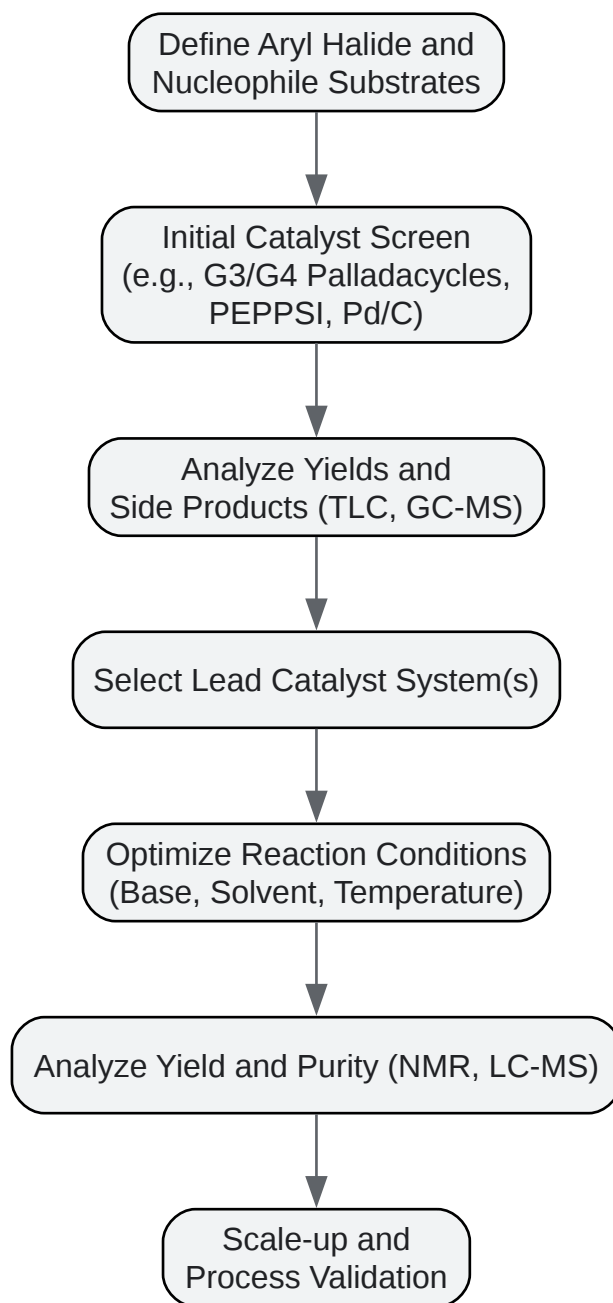 Define Aryl Halide and
Nucleophile Substrates
Initial Catalyst Screen
(e.g., G3/G4 Palladacycles,
PEPPSI, Pd/C)
Analyze Yields and
Side Products (TLC, GC-MS)
Select Lead Catalyst System(s)
Optimize Reaction Conditions
(Base, Solvent, Temperature)
Analyze Yield and Purity (NMR, LC-MS)
Scale-up and
Process Validation